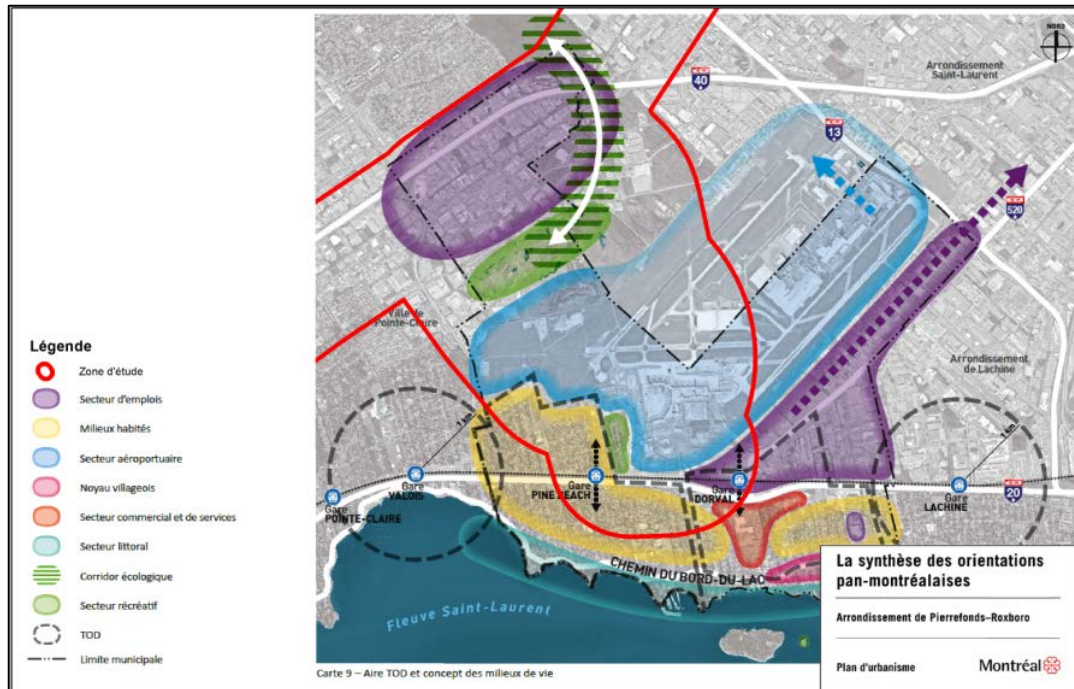 NORD
Arrondissement
Saint-Laurent
40
13
520
Ville de
Pointe-Claire
Arrondissement
de Lachine
1 km
1 km
Gare
VALOIS
Gare
PINE BEACH
Gare
DORVAL
Gare
LACHINE
20
Gare
POINTE-CLAIRE
CHEMIN DU BORD-DU-LAC
Fleuve Saint-Laurent
Légende
Zone d'étude
Secteur d'emplois
Milieux habités
Secteur aéroportuaire
Noyau villageois
Secteur commercial et de services
Secteur littoral
Corridor écologique
Secteur récréatif
TOD
Limite municipale
La synthèse des orientations
pan-montréalaises
Arrondissement de Pierrefonds–Roxboro
Plan d'urbanisme
Montréal
Carte 9 – Aire TOD et concept des milieux de vie